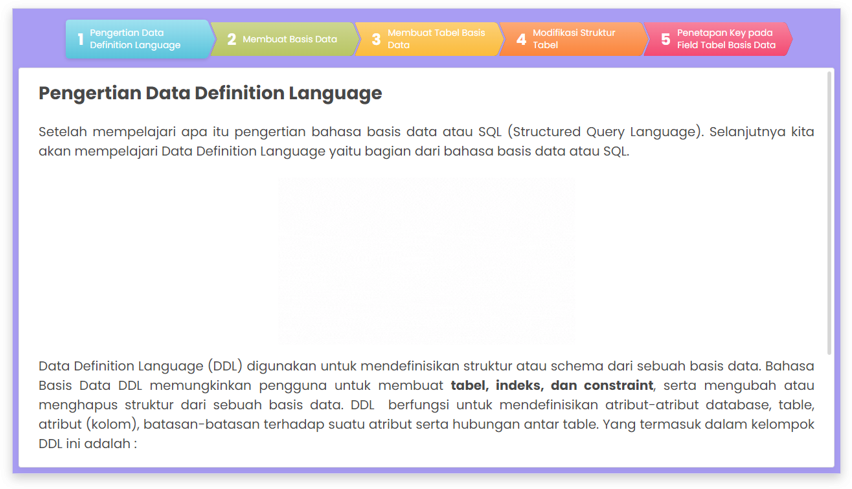 1 Pengertian Data
Definition Language
2 Membuat Basis Data
3 Membuat Tabel Basis
Data
4 Modifikasi Struktur
Tabel
5 Penetapan Key pada
Field Tabel Basis Data
Pengertian Data Definition Language
Setelah mempelajari apa itu pengertian bahasa basis data atau SQL (Structured Query Language). Selanjutnya kita
akan mempelajari Data Definition Language yaitu bagian dari bahasa basis data atau SQL.
Data Definition Language (DDL) digunakan untuk mendefinisikan struktur atau schema dari sebuah basis data. Bahasa
Basis Data DDL memungkinkan pengguna untuk membuat tabel, indeks, dan constraint, serta mengubah atau
menghapus struktur dari sebuah basis data. DDL berfungsi untuk mendefinisikan atribut-atribut database, table,
atribut (kolom), batasan-batasan terhadap suatu atribut serta hubungan antar table. Yang termasuk dalam kelompok
DDL ini adalah :